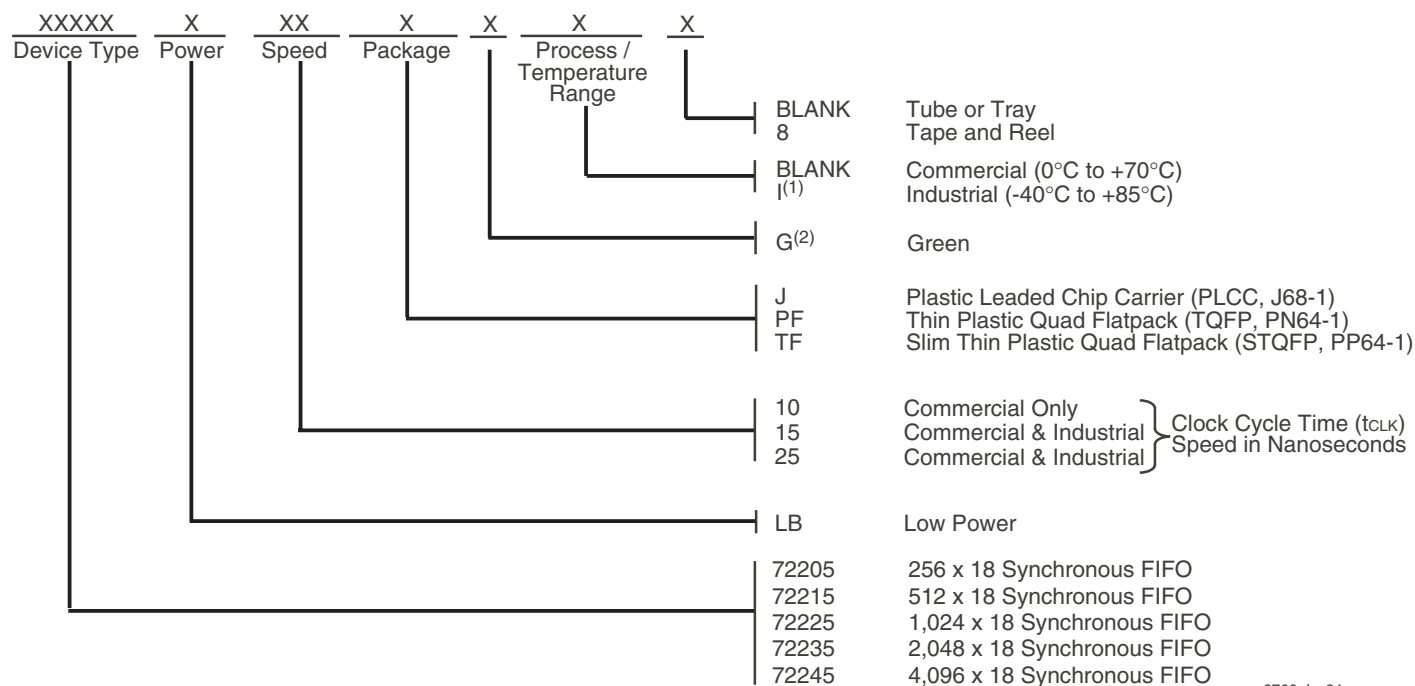 XXXXX X XX X X X X
Device Type Power Speed Package Process /
Temperature
Range
BLANK Tube or Tray
8 Tape and Reel
BLANK Commercial (0°C to +70°C)
I(1) Industrial (-40°C to +85°C)
G(2) Green
J Plastic Leaded Chip Carrier (PLCC, J68-1)
PF Thin Plastic Quad Flatpack (TQFP, PN64-1)
TF Slim Thin Plastic Quad Flatpack (STQFP, PP64-1)
10 Commercial Only
15 Commercial & Industrial Clock Cycle Time (tCLK)
25 Commercial & Industrial Speed in Nanoseconds
LB Low Power
72205 256 x 18 Synchronous FIFO
72215 512 x 18 Synchronous FIFO
72225 1,024 x 18 Synchronous FIFO
72235 2,048 x 18 Synchronous FIFO
72245 4,096 x 18 Synchronous FIFO